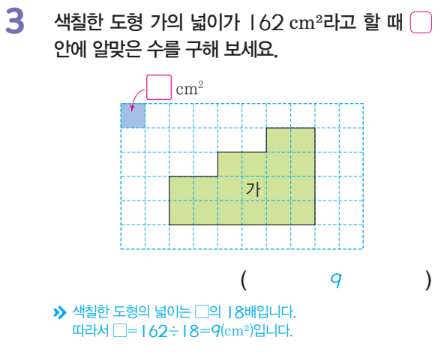 3 색칠한 도형 가의 넓이가 162 cm²라고 할 때 □
안에 알맞은 수를 구해 보세요.
□ cm²
가
( 9 )
» 색칠한 도형의 넓이는 □의 18배입니다.
따라서 □=162÷18=9(cm²)입니다.